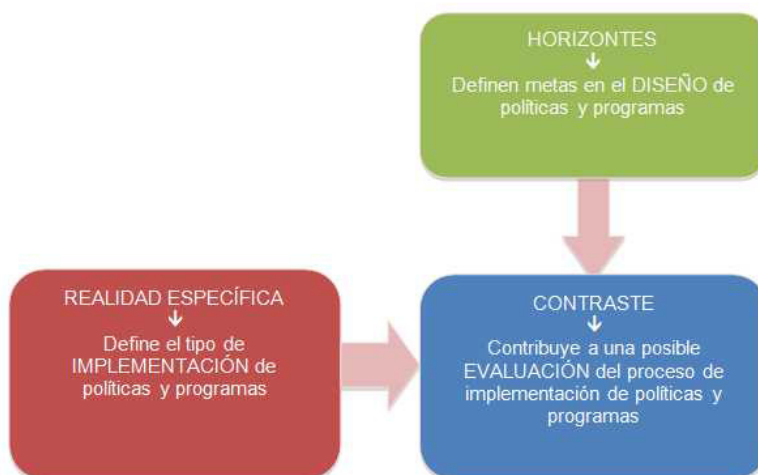 HORIZONTES
↓
Definen metas en el DISEÑO de
políticas y programas
REALIDAD ESPECÍFICA
↓
Define el tipo de
IMPLEMENTACIÓN de
políticas y programas
CONTRASTE
↓
Contribuye a una posible
EVALUACIÓN del proceso de
implementación de políticas y
programas